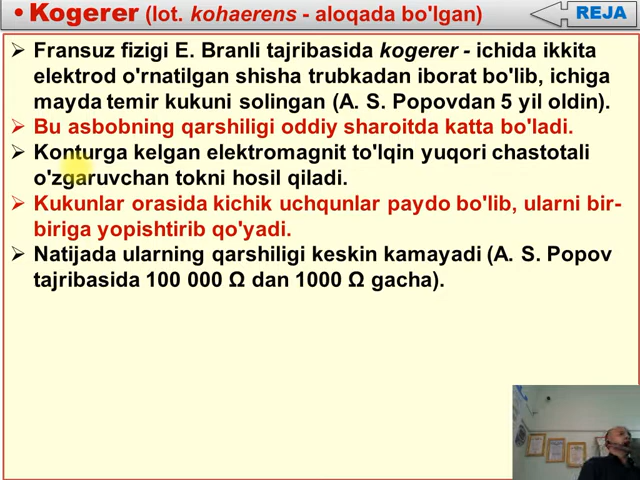 • Kogerer (lot. kohaerens - aloqada bo'lgan)
REJA
➢ Fransuz fizigi E. Branli tajribasida kogerer - ichida ikkita
elektrod o'rnatilgan shisha trubkadan iborat bo'lib, ichiga
mayda temir kukuni solingan (A. S. Popovdan 5 yil oldin).
➢ Bu asbobning qarshiligi oddiy sharoitda katta bo'ladi.
➢ Konturga kelgan elektromagnit to'lqin yuqori chastotali
o'zgaruvchan tokni hosil qiladi.
➢ Kukunlar orasida kichik uchqunlar paydo bo'lib, ularni bir-
biriga yopishtirib qo'yadi.
➢ Natijada ularning qarshiligi keskin kamayadi (A. S. Popov
tajribasida 100 000 Ω dan 1000 Ω gacha).